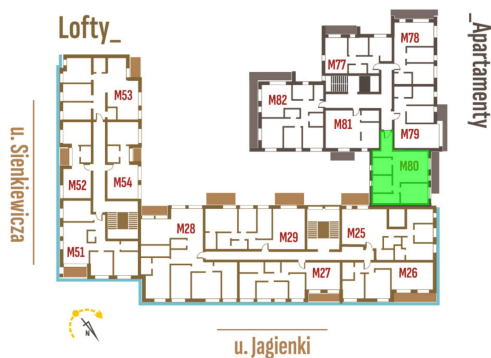 Lofty_
_Apartamenty
M78
M77
M53
M82
M81
M79
M80
M52
M54
M51
M28
M29
M25
M27
M26
u. Sienkiewicza
u. Jagienki
N